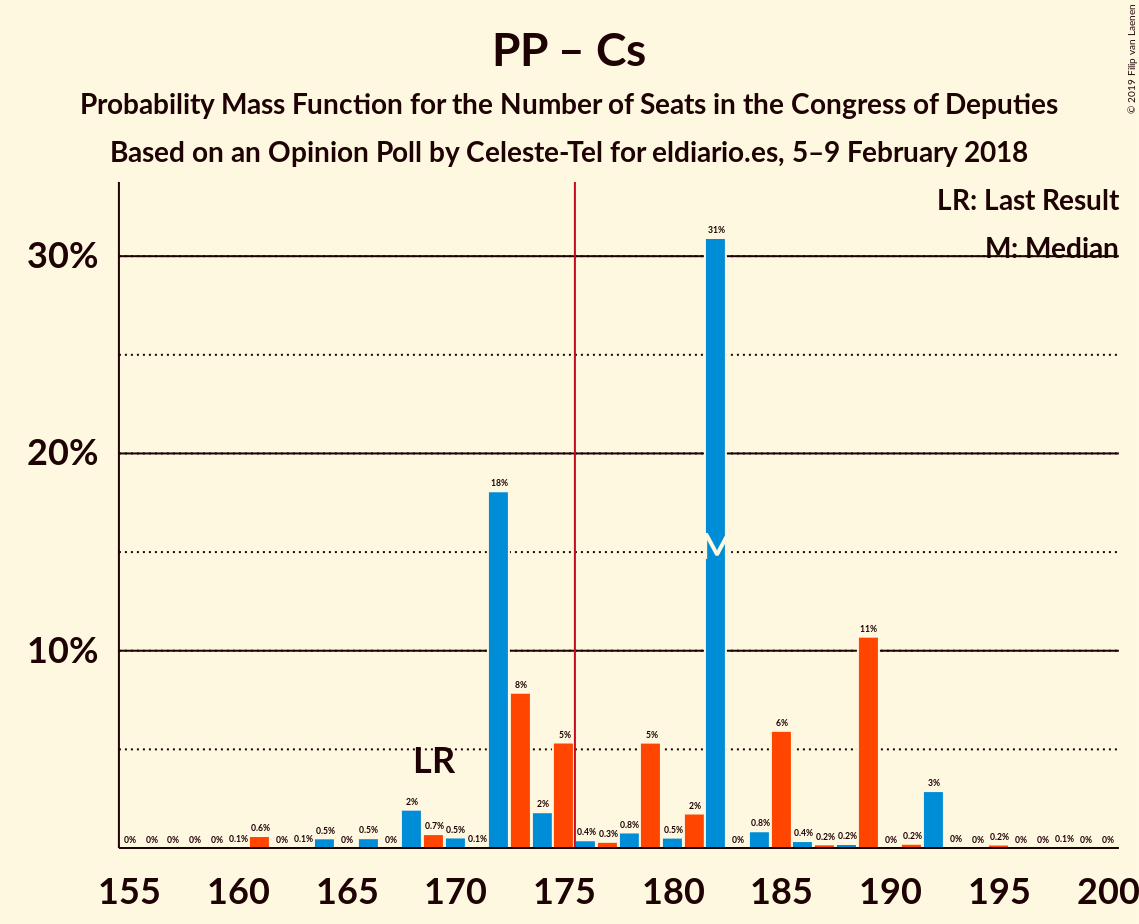 © 2019 Filip van Laenen
PP – Cs
Probability Mass Function for the Number of Seats in the Congress of Deputies
Based on an Opinion Poll by Celeste-Tel for eldiario.es, 5–9 February 2018
LR: Last Result
M: Median
30%
20%
10%
0% 0% 0% 0% 0% 0.1% 0.6% 0% 0.1% 0.5% 0% 0.5% 0% 2% 0.7% 0.5% 0.1% 18% 8% 2% 5% 0.4% 0.3% 0.8% 5% 0.5% 2% 31% 0% 0.8% 6% 0.4% 0.2% 0.2% 11% 0% 0.2% 3% 0% 0% 0.2% 0% 0% 0.1% 0% 0%
LR
M
155 160 165 170 175 180 185 190 195 200